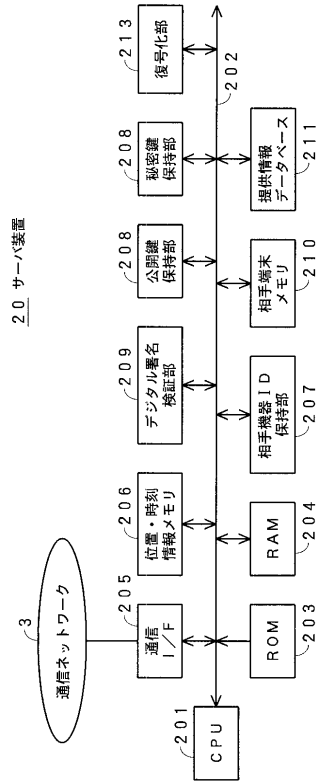 20 サーバ装置
3
通信ネットワーク
205
通信
I/F
206
位置・時刻
情報メモリ
209
デジタル署名
検証部
208
公開鍵
保持部
208
秘密鍵
保持部
213
復号化部
202
201
CPU
ROM
203
RAM
204
相手機器ID
保持部
207
相手端末
メモリ
210
提供情報
データベース
211